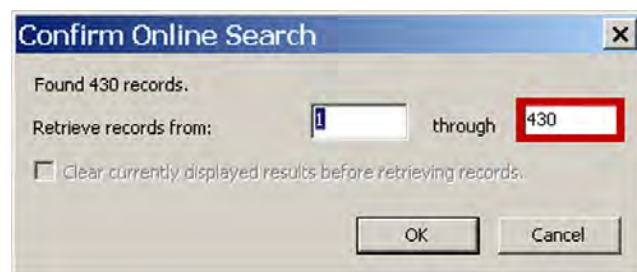 Confirm Online Search
Found 430 records.
Retrieve records from: 1 through 430
Clear currently displayed results before retrieving records.
OK Cancel